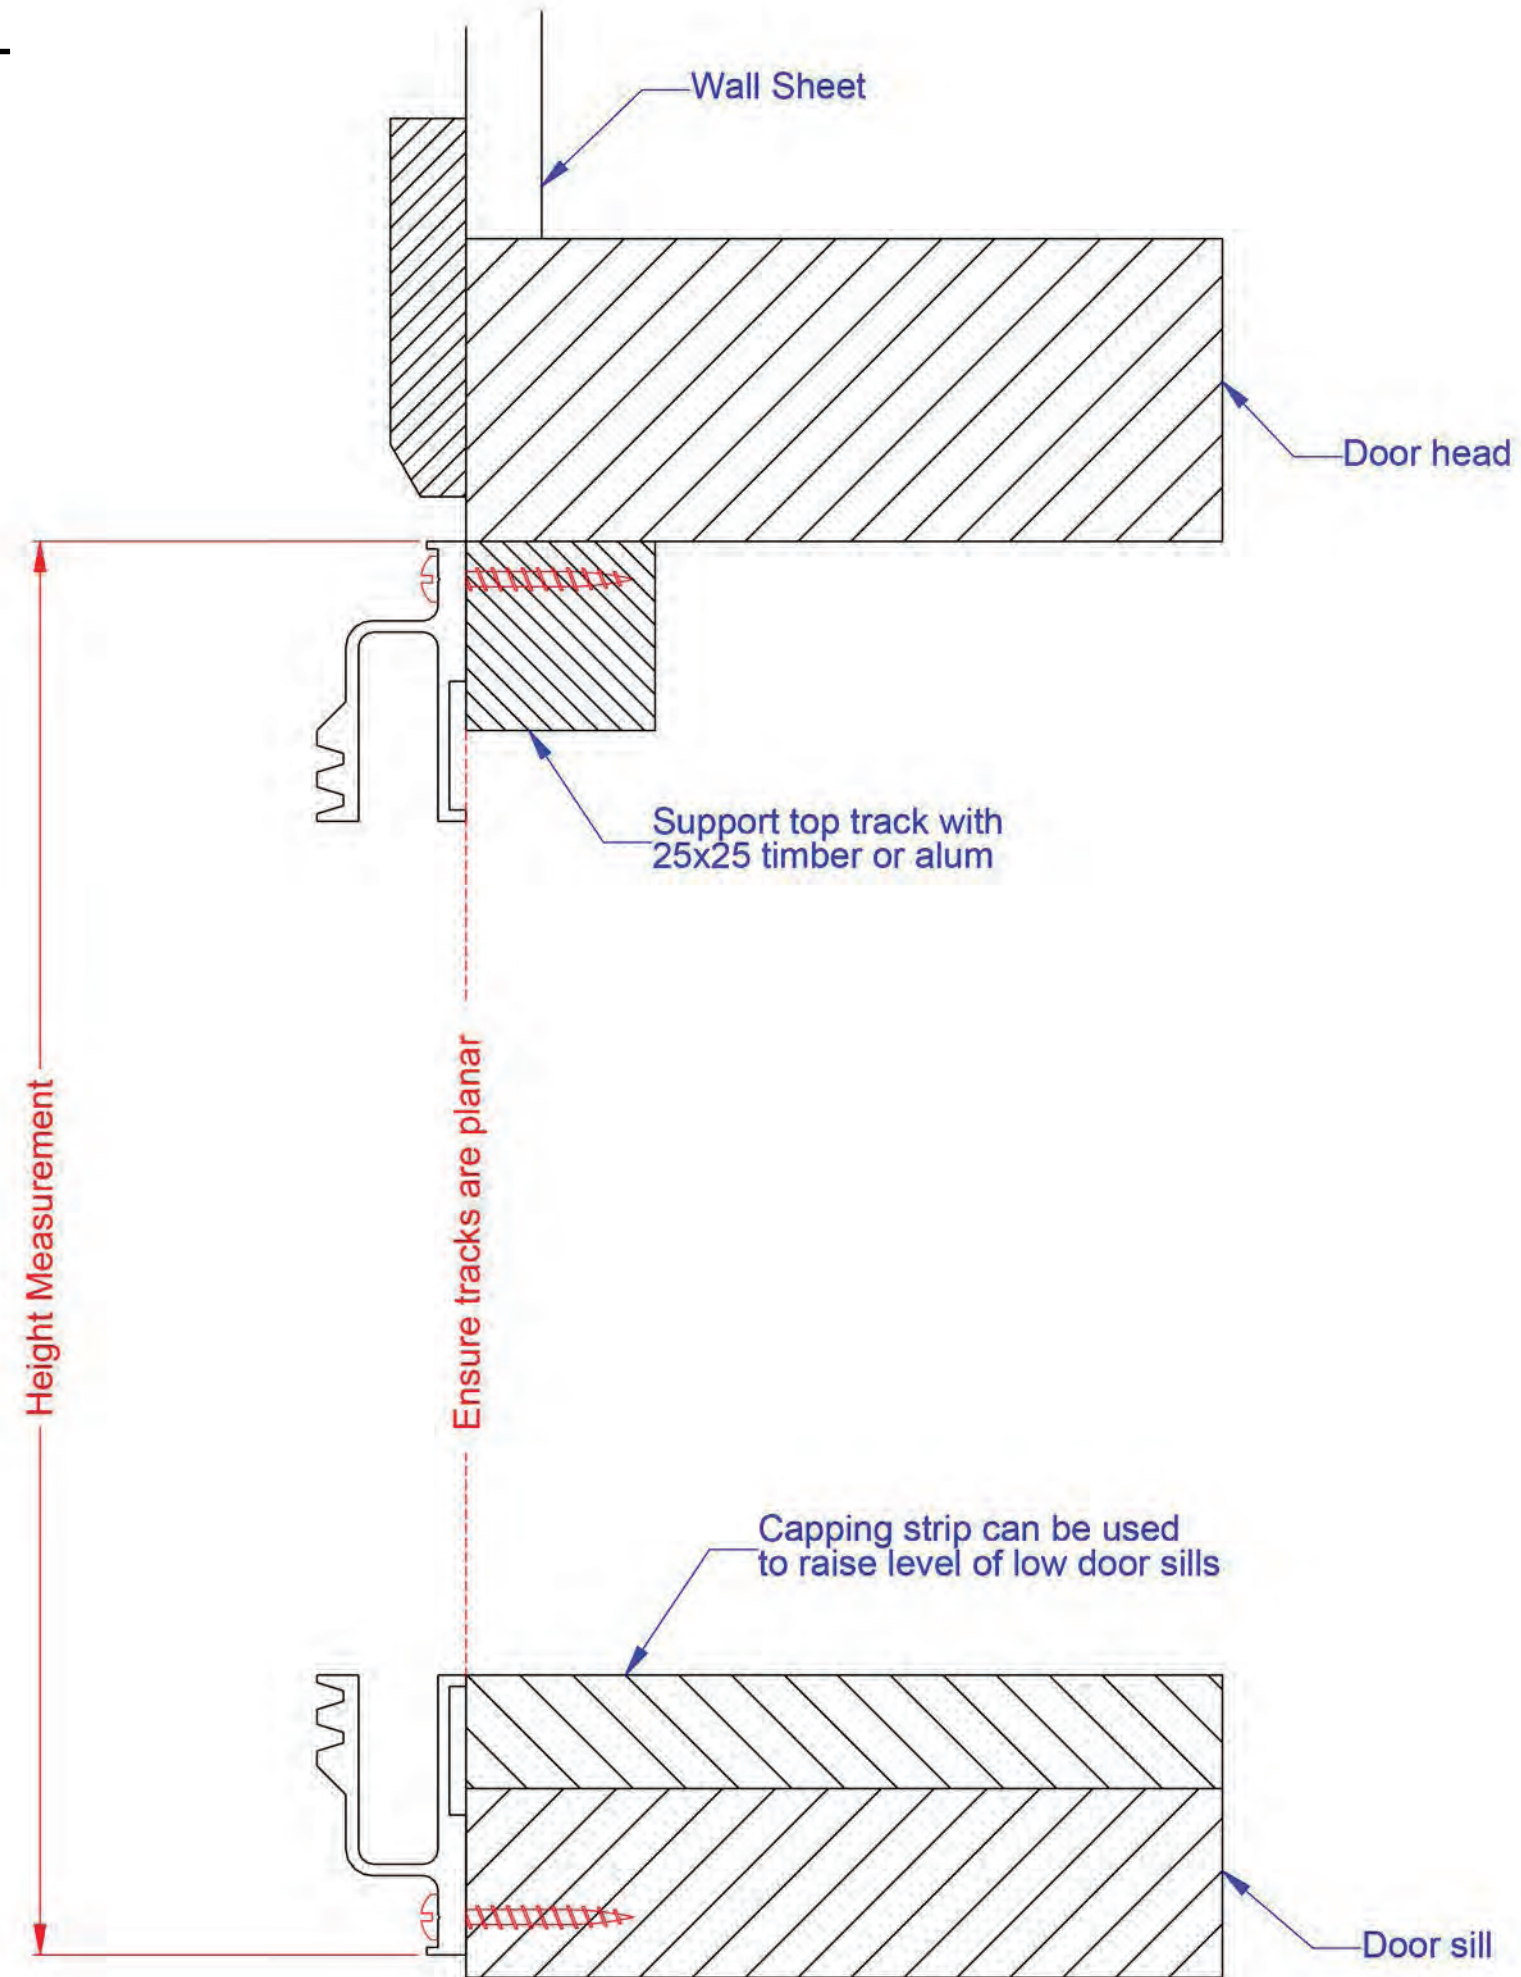 Wall Sheet
Door head
Support top track with
25x25 timber or alum
Height Measurement
Ensure tracks are planar
Capping strip can be used
to raise level of low door sills
Door sill